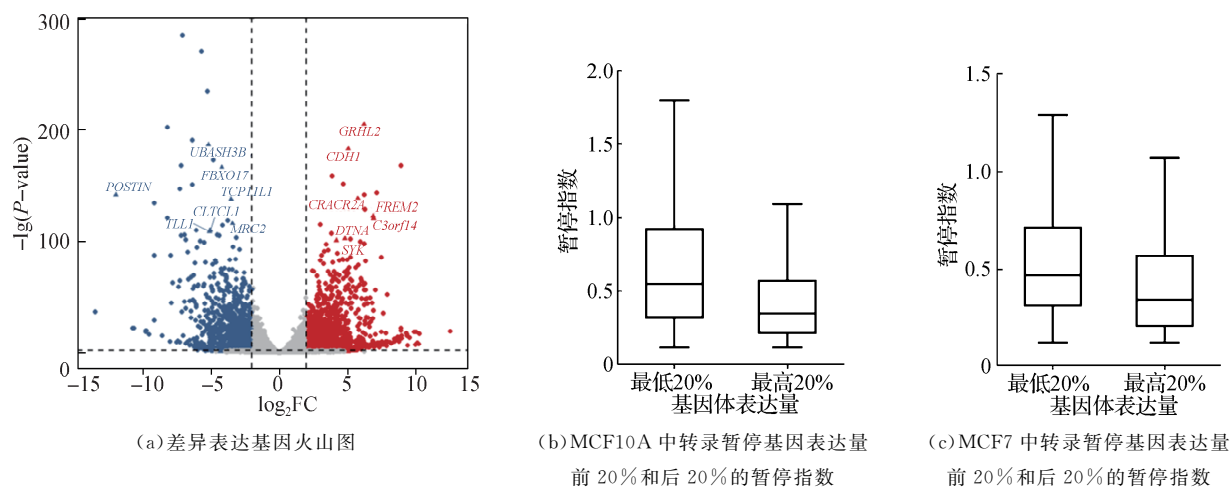 300
200
100
0
−lg(P−value)
GRHL2
CDH1
UBASH3B
FBXO17
POSTIN
TCP11L1
CRACR2A
FREM2
CLTCL1
C3orf14
TLL1
MRC2
DTNA
SYK
−15
−10
−5
0
5
10
15
log₂FC
(a)差异表达基因火山图
2.0
1.5
1.0
0.5
0
暂停指数
最低20%
最高20%
基因体表达量
(b)MCF10A 中转录暂停基因表达量
前 20%和后 20%的暂停指数
1.5
1.0
0.5
0
暂停指数
最低20%
最高20%
基因体表达量
(c)MCF7 中转录暂停基因表达量
前 20%和后 20%的暂停指数